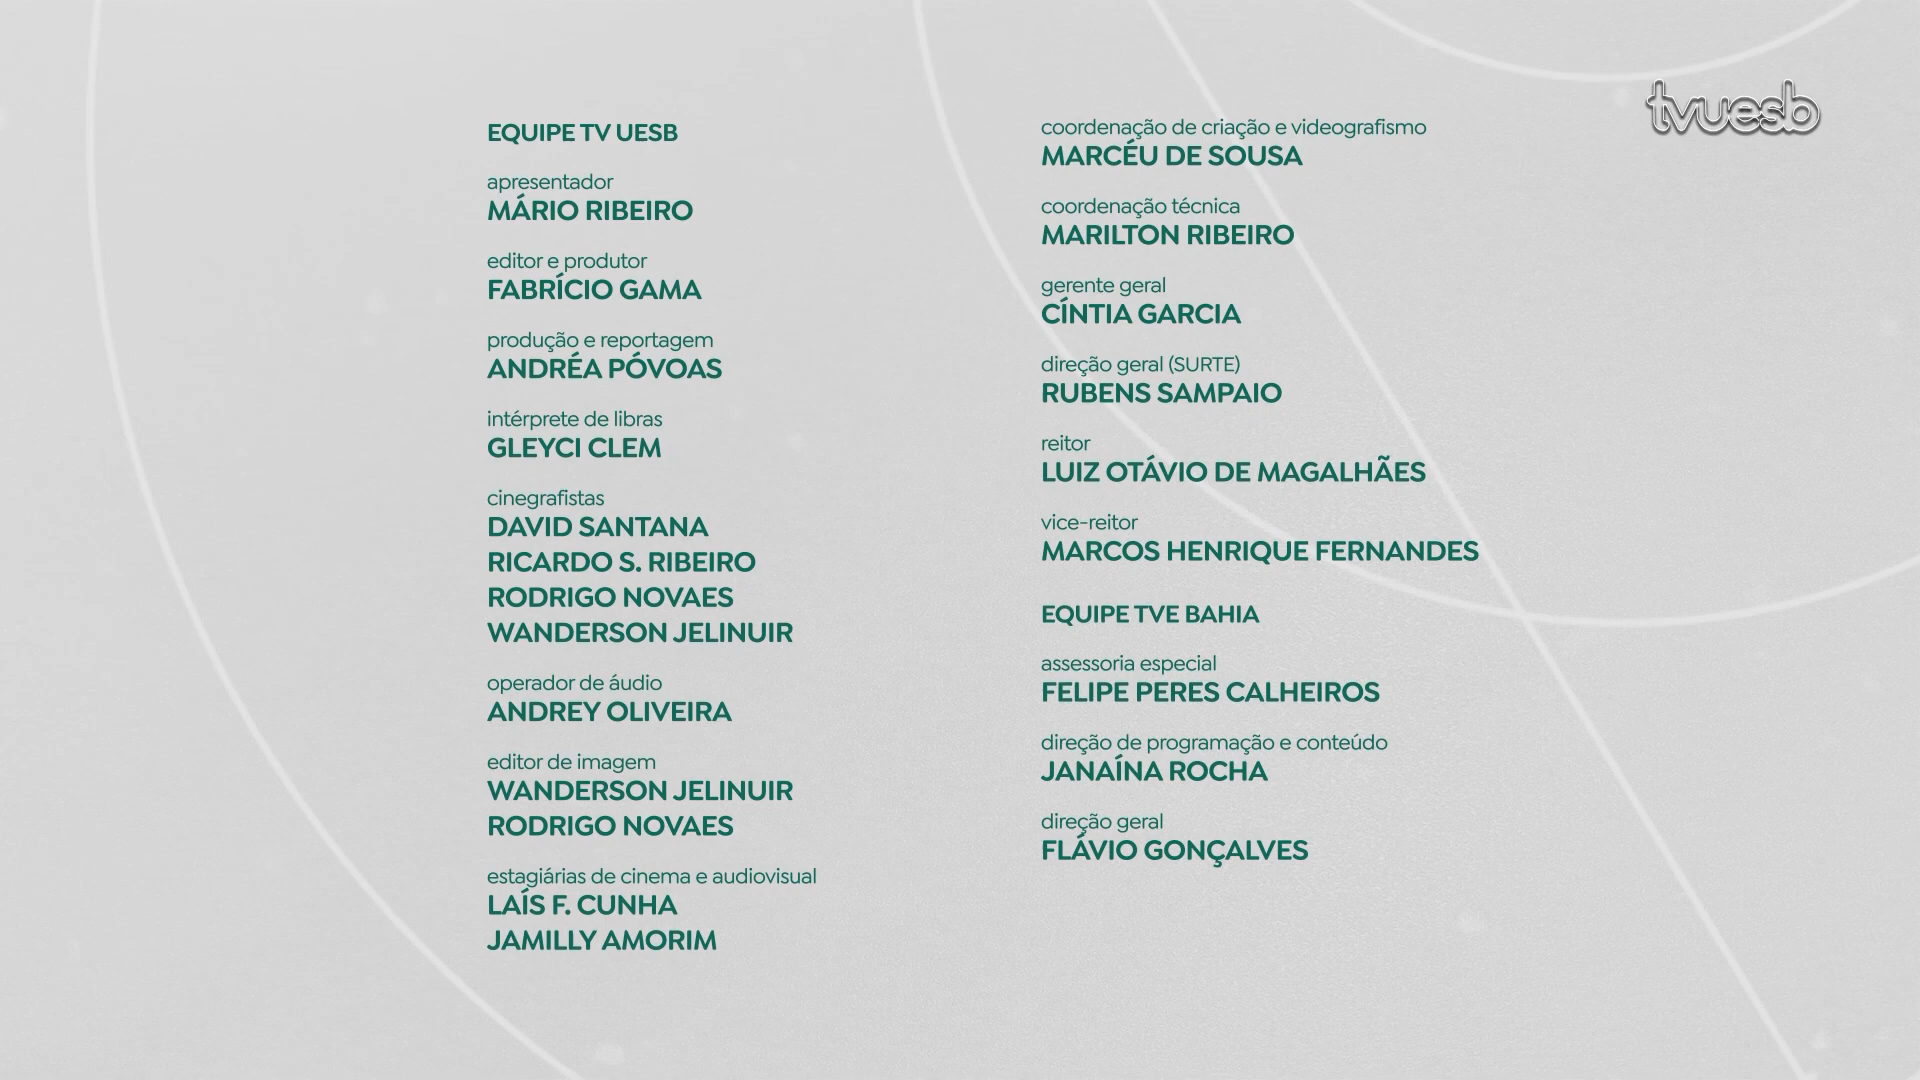 EQUIPE TV UESB
apresentador
MÁRIO RIBEIRO
editor e produtor
FABRÍCIO GAMA
produção e reportagem
ANDRÉA PÓVOAS
intérprete de libras
GLEYCI CLEM
cinegrafistas
DAVID SANTANA
RICARDO S. RIBEIRO
RODRIGO NOVAES
WANDERSON JELINUIR
operador de áudio
ANDREY OLIVEIRA
editor de imagem
WANDERSON JELINUIR
RODRIGO NOVAES
estagiárias de cinema e audiovisual
LAÍS F. CUNHA
JAMILLY AMORIM
coordenação de criação e videografismo
MARCÉU DE SOUSA
coordenação técnica
MARILTON RIBEIRO
gerente geral
CÍNTIA GARCIA
direção geral (SURTE)
RUBENS SAMPAIO
reitor
LUIZ OTÁVIO DE MAGALHÃES
vice-reitor
MARCOS HENRIQUE FERNANDES
EQUIPE TVE BAHIA
assessoria especial
FELIPE PERES CALHEIROS
direção de programação e conteúdo
JANAÍNA ROCHA
direção geral
FLÁVIO GONÇALVES
tvuesb